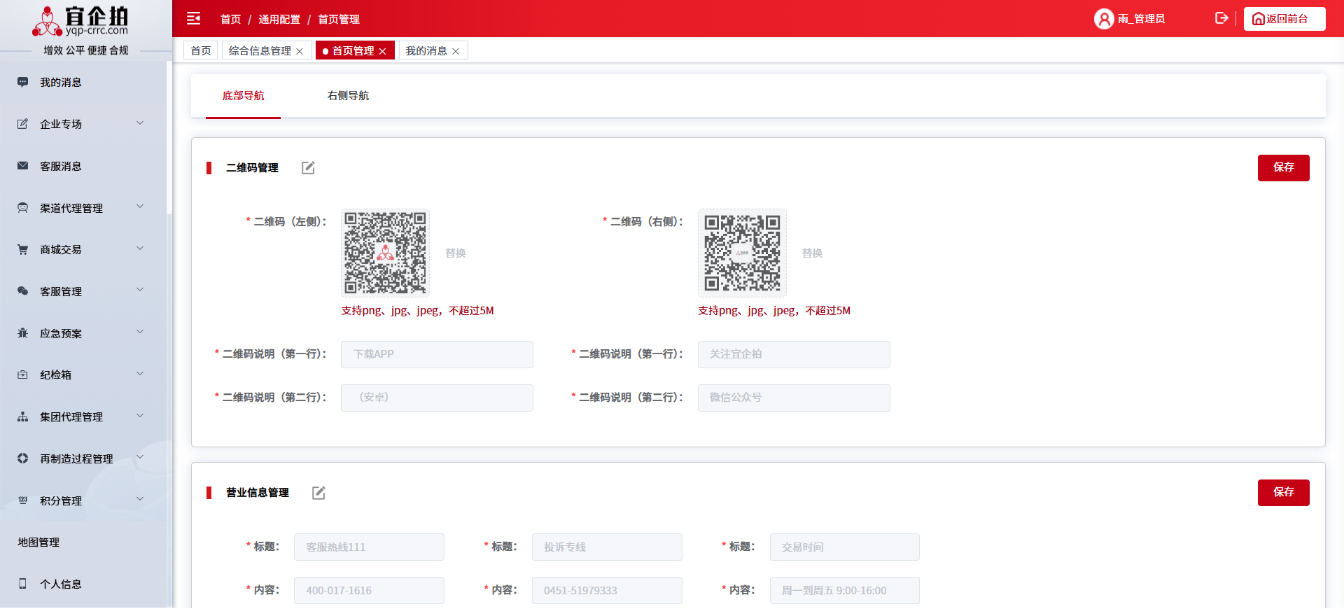 宜企拍
yqp-crrc.com
增效 公平 便捷 合规
首页 / 通用配置 / 首页管理
雨_管理员
返回前台
首页
综合信息管理
首页管理
我的消息
我的消息
企业专场
客服消息
渠道代理管理
商城交易
客服管理
应急预案
纪检箱
集团代理管理
再制造过程管理
积分管理
地图管理
个人信息
底部导航
右侧导航
二维码管理
保存
* 二维码（左侧）：
替换
支持png、jpg、jpeg，不超过5M
* 二维码（右侧）：
替换
支持png、jpg、jpeg，不超过5M
* 二维码说明（第一行）： 下载APP
* 二维码说明（第一行）： 关注宜企拍
* 二维码说明（第二行）： （安卓）
* 二维码说明（第二行）： 微信公众号
营业信息管理
保存
* 标题： 客服热线111
* 标题： 投诉专线
* 标题： 交易时间
* 内容： 400-017-1616
* 内容： 0451-51979333
* 内容： 周一到周五 9:00-16:00